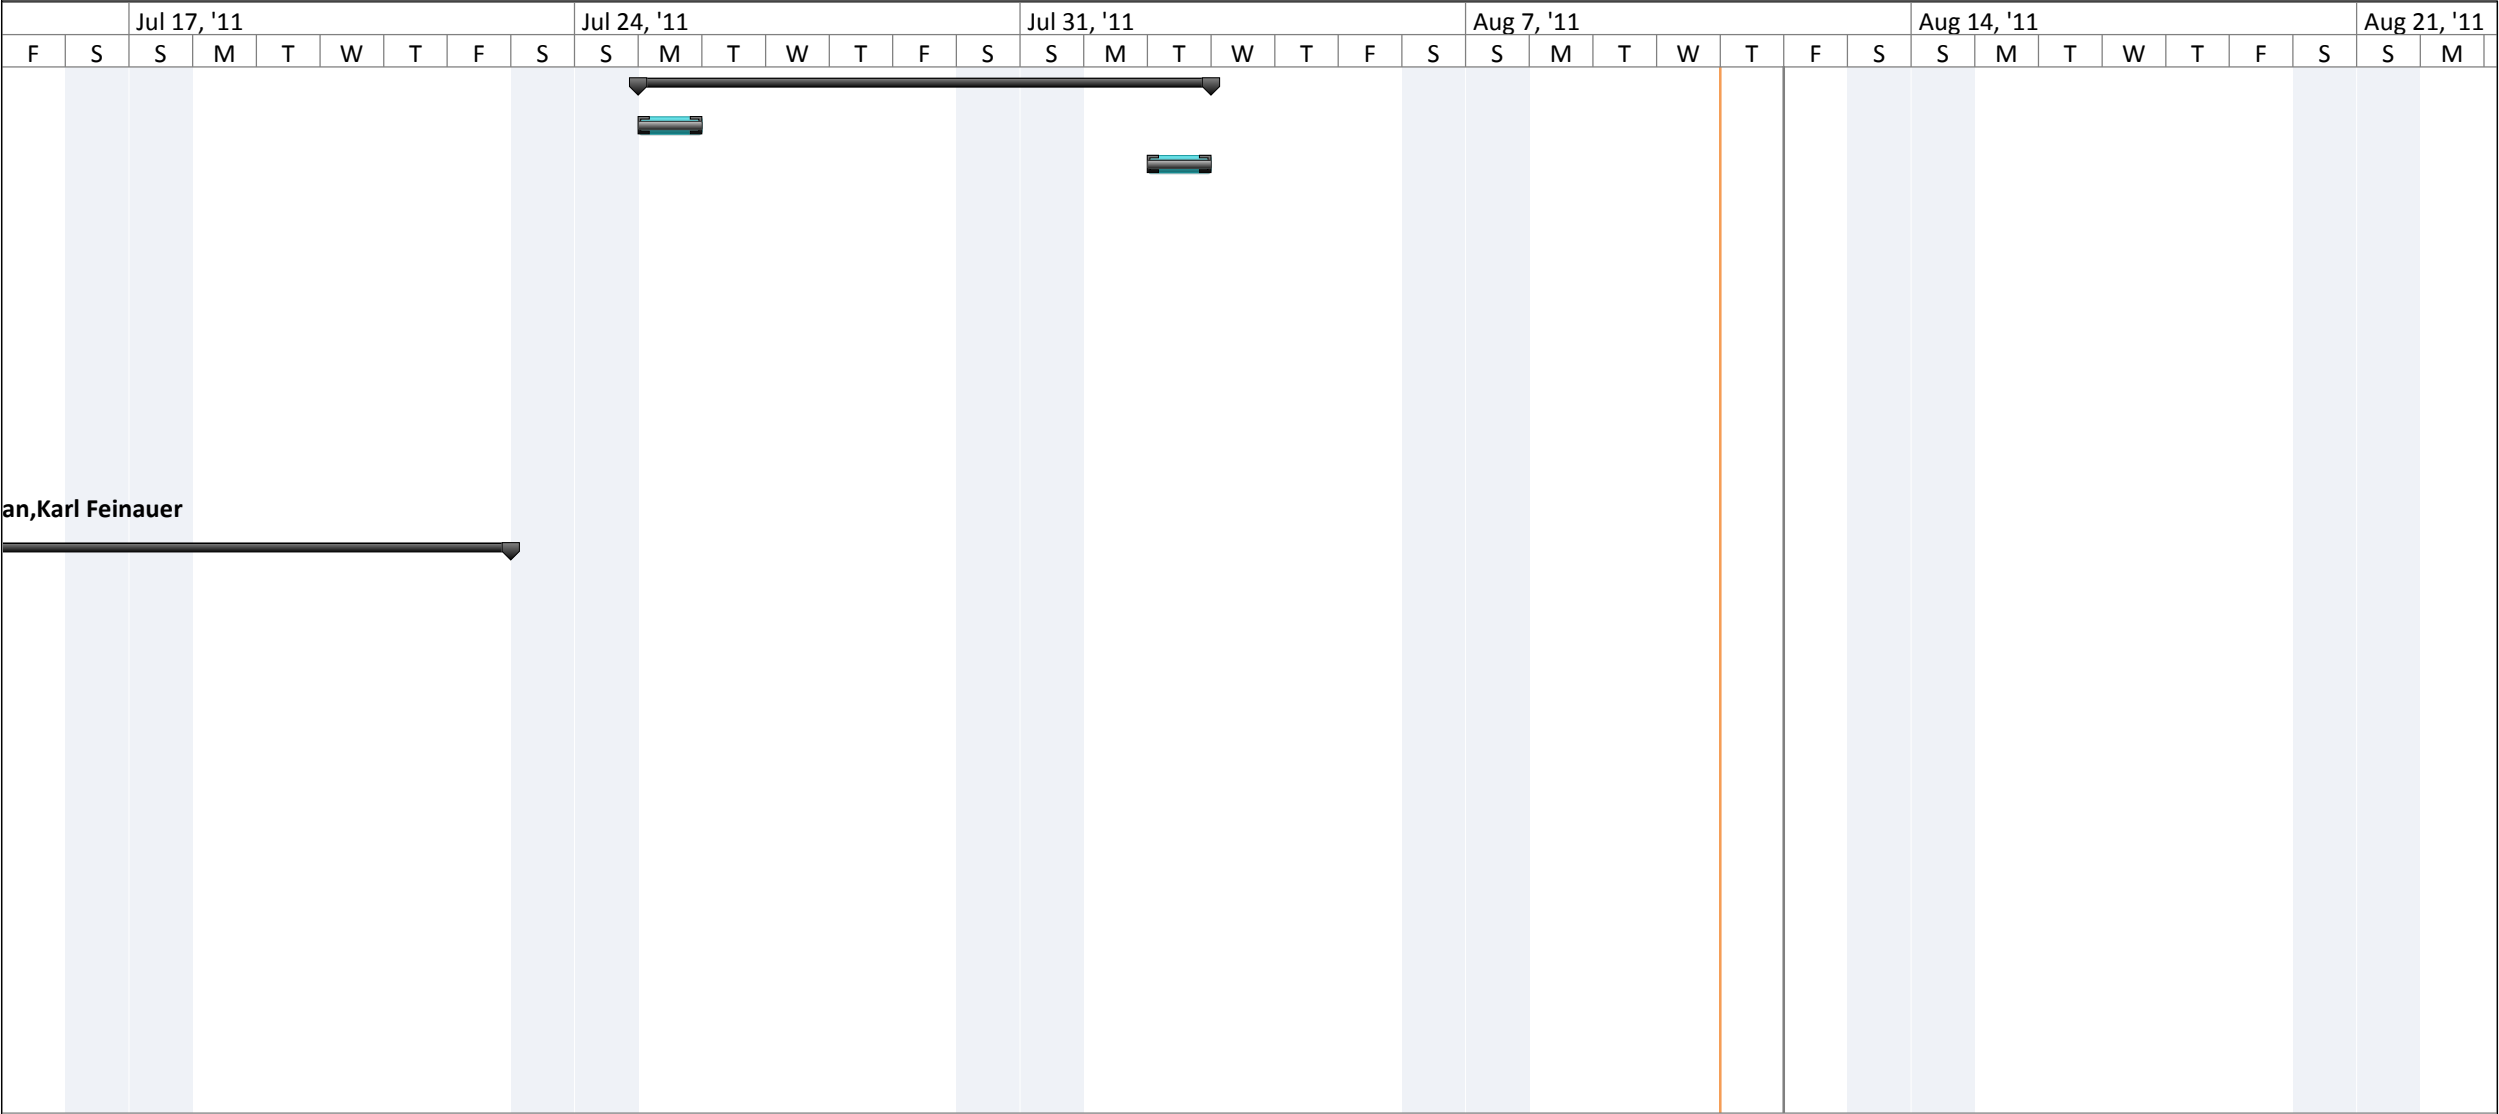 Jul 17, '11 Jul 24, '11 Jul 31, '11 Aug 7, '11 Aug 14, '11 Aug 21, '11
F S S M T W T F S S M T W T F S S M T W T F S S M T W T F S S M T W T F S S M
an,Karl Feinauer